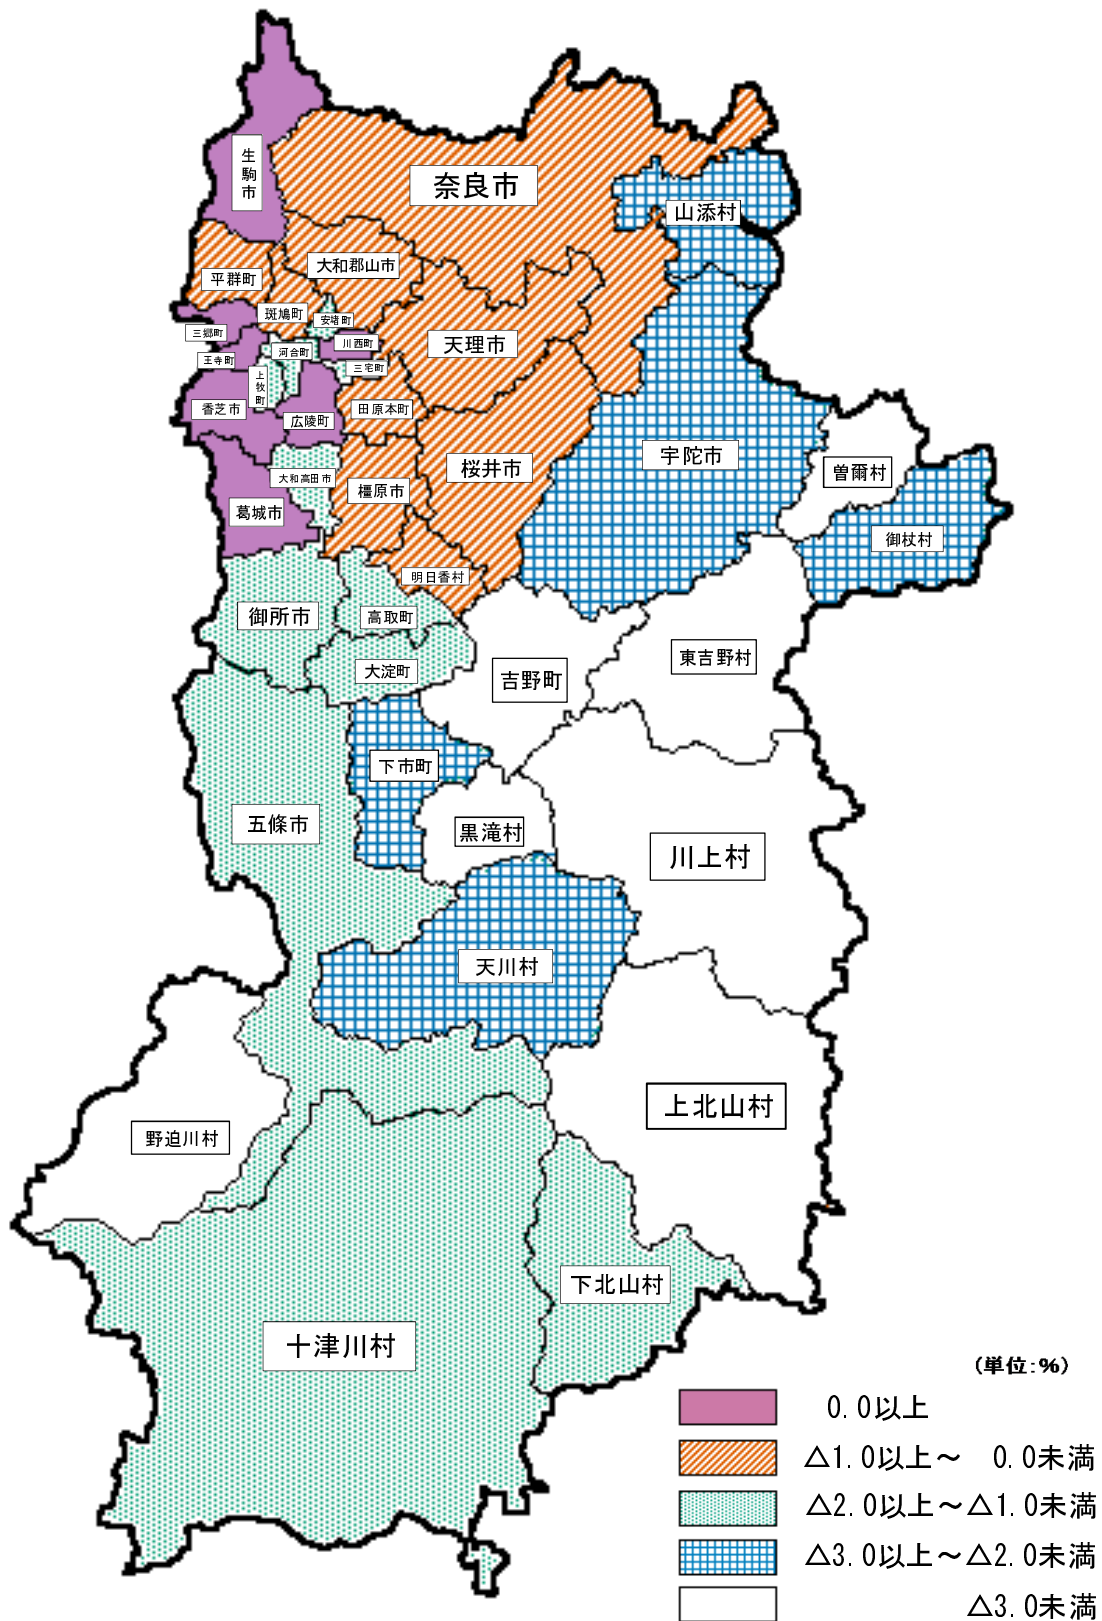 生駒市
奈良市
山添村
平群町
大和郡山市
斑鳩町
安堵町
三郷町
川西町
天理市
王寺町
河合町
三宅町
上牧町
香芝市
広陵町
田原本町
宇陀市
曽爾村
桜井市
大和高田市
橿原市
葛城市
御杖村
明日香村
御所市
高取町
東吉野村
大淀町
吉野町
下市町
五條市
黒滝村
川上村
天川村
上北山村
野迫川村
下北山村
十津川村
(単位:%)
0.0以上
△1.0以上～ 0.0未満
△2.0以上～△1.0未満
△3.0以上～△2.0未満
△3.0未満